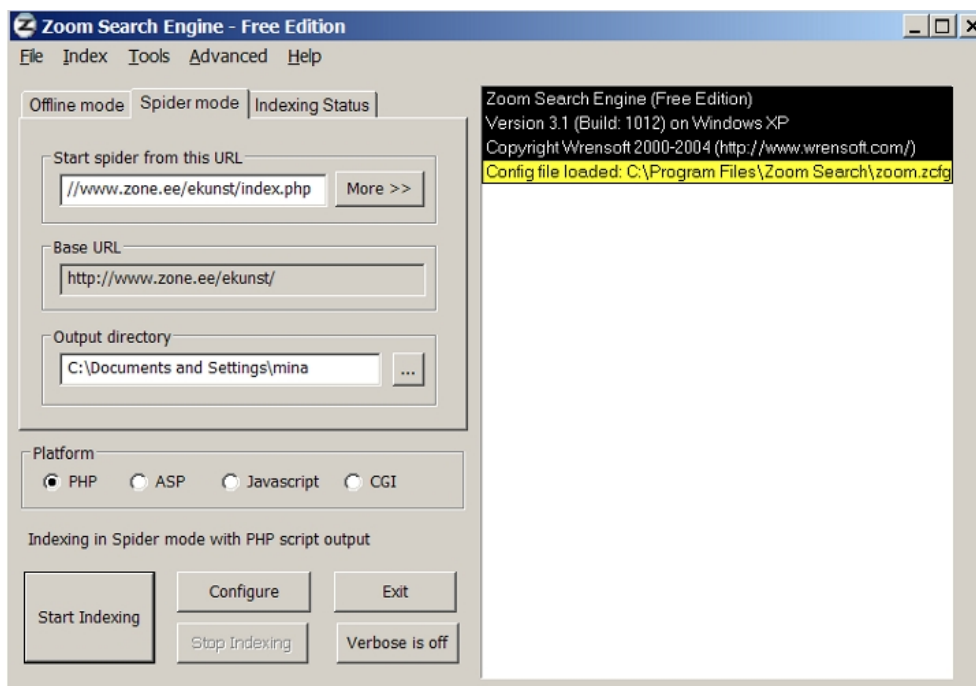 Zoom Search Engine - Free Edition
File Index Tools Advanced Help
Offline mode Spider mode Indexing Status
Start spider from this URL
//www.zone.ee/ekunst/index.php More >>
Base URL
http://www.zone.ee/ekunst/
Output directory
C:\Documents and Settings\mina ...
Platform
PHP ASP Javascript CGI
Indexing in Spider mode with PHP script output
Start Indexing
Configure Exit
Stop Indexing Verbose is off
Zoom Search Engine (Free Edition)
Version 3.1 (Build: 1012) on Windows XP
Copyright Wrensoft 2000-2004 (http://www.wrensoft.com/)
Config file loaded: C:\Program Files\Zoom Search\zoom.zcfg